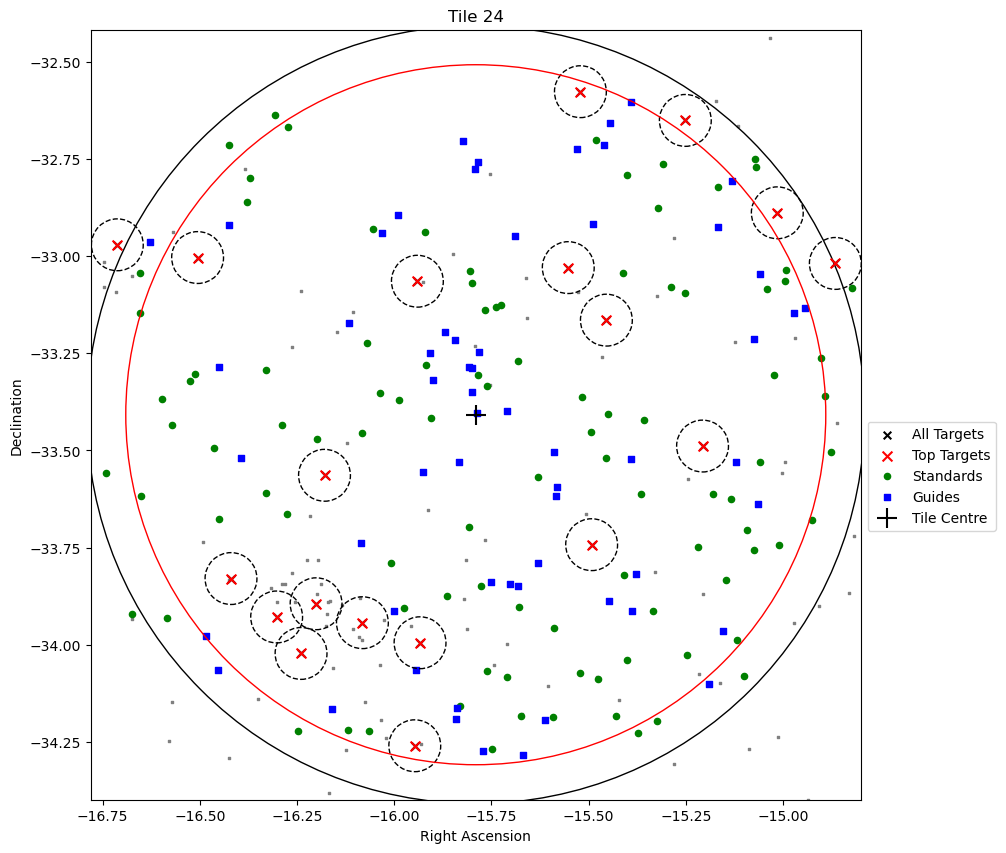 Tile 24
Declination
−32.50
−32.75
−33.00
−33.25
−33.50
−33.75
−34.00
−34.25
−16.75
−16.50
−16.25
−16.00
−15.75
−15.50
−15.25
−15.00
Right Ascension
All Targets
Top Targets
Standards
Guides
Tile Centre